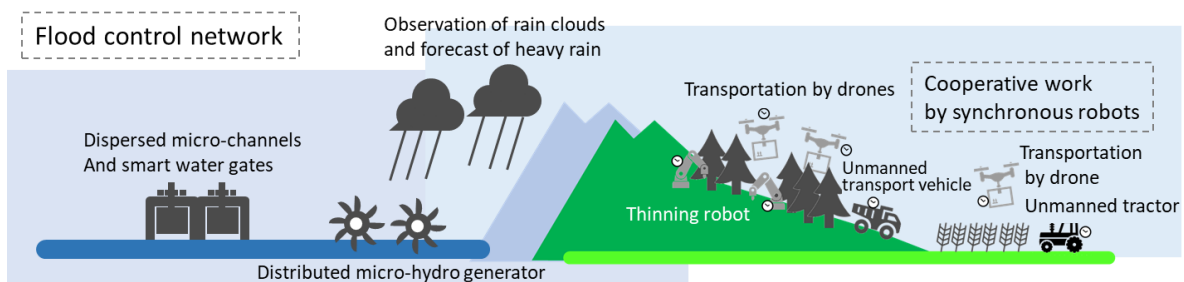 Flood control network
Observation of rain clouds
and forecast of heavy rain
Dispersed micro-channels
And smart water gates
Distributed micro-hydro generator
Transportation by drones
Cooperative work
by synchronous robots
Unmanned
transport vehicle
Thinning robot
Transportation
by drone
Unmanned tractor